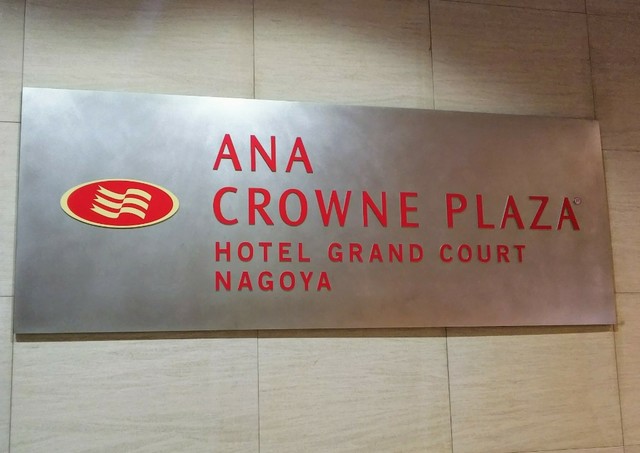 ANA
CROWNE PLAZA
HOTEL GRAND COURT
NAGOYA